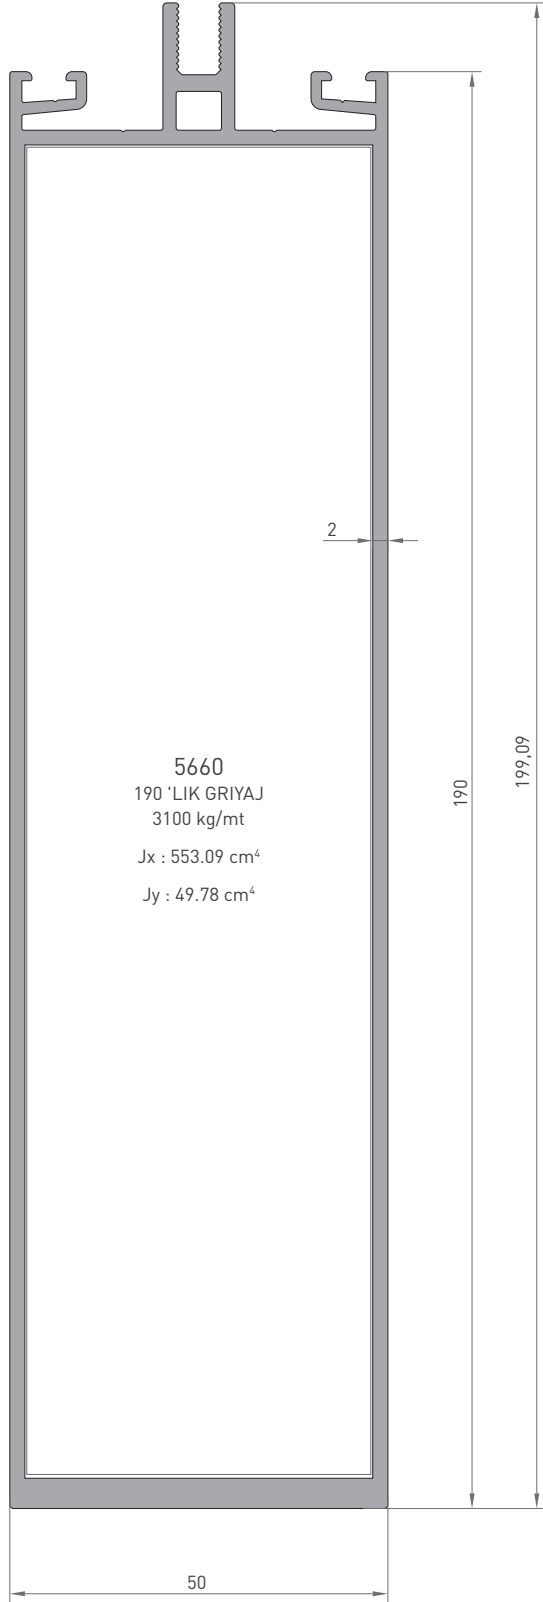 2
5660
190 'LIK GRIYAJ
3100 kg/mt
Jx : 553.09 cm⁴
Jy : 49.78 cm⁴
190
199,09
50